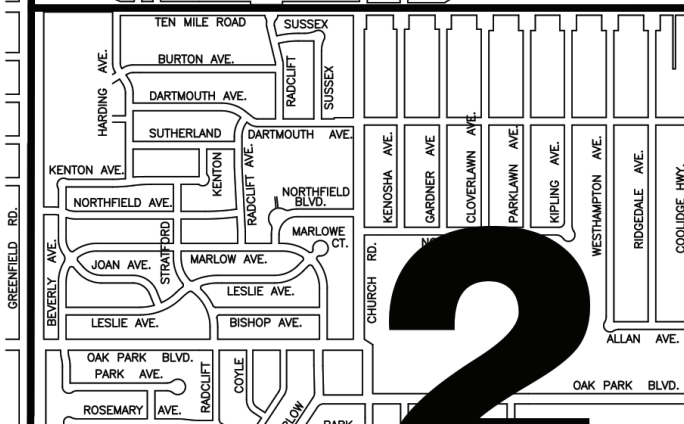 TEN MILE ROAD
SUSSEX
BURTON AVE.
HARDING AVE.
RADCLIFT
SUSSEX
DARTMOUTH AVE.
SUTHERLAND
DARTMOUTH AVE.
KENTON AVE.
KENTON
RADCLIFT AVE.
KENOSHA AVE.
GARDNER AVE
CLOVERLAWN AVE.
PARKLAWN AVE.
KIPLING AVE.
WESTHAMPTON AVE.
RIDGEDALE AVE.
COOLIDGE HWY.
NORTHFIELD AVE.
NORTHFIELD
BLVD.
GREENFIELD RD.
BEVERLY AVE.
STRATFORD
MARLOWE
CT.
JOAN AVE.
MARLOW AVE.
CHURCH RD.
LESLIE AVE.
LESLIE AVE.
BISHOP AVE.
2
ALLAN AVE.
OAK PARK BLVD.
PARK AVE.
RADCLIFT
COYLE
OAK PARK BLVD.
ROSEMARY AVE.